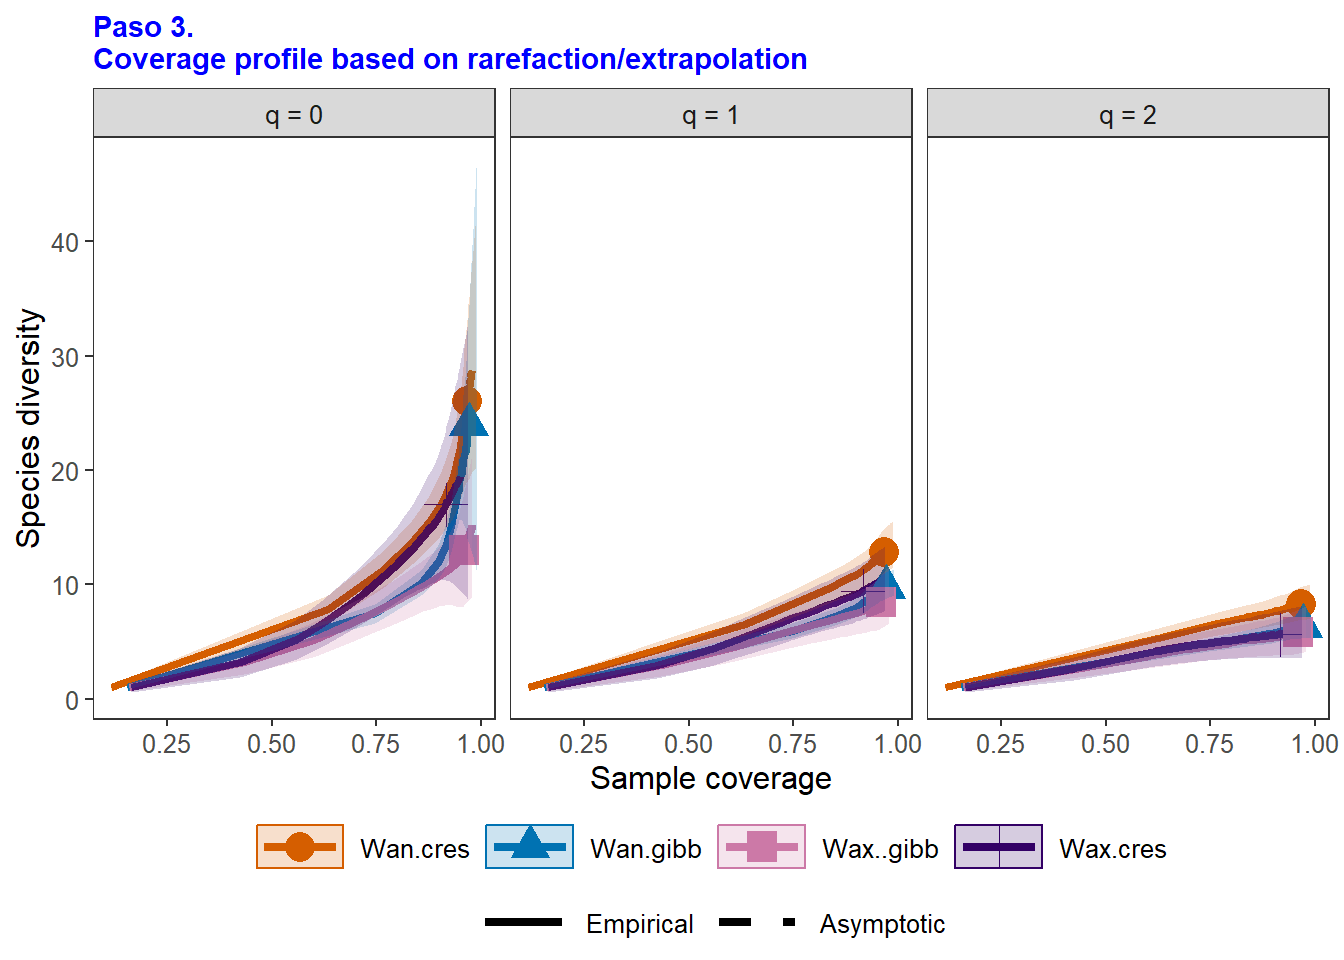 Paso 3.
Coverage profile based on rarefaction/extrapolation
q = 0
q = 1
q = 2
Species diversity
40
30
20
10
0
0.25 0.50 0.75 1.00
0.25 0.50 0.75 1.00
0.25 0.50 0.75 1.00
Sample coverage
Wan.cres Wan.gibb Wax..gibb Wax.cres
Empirical Asymptotic